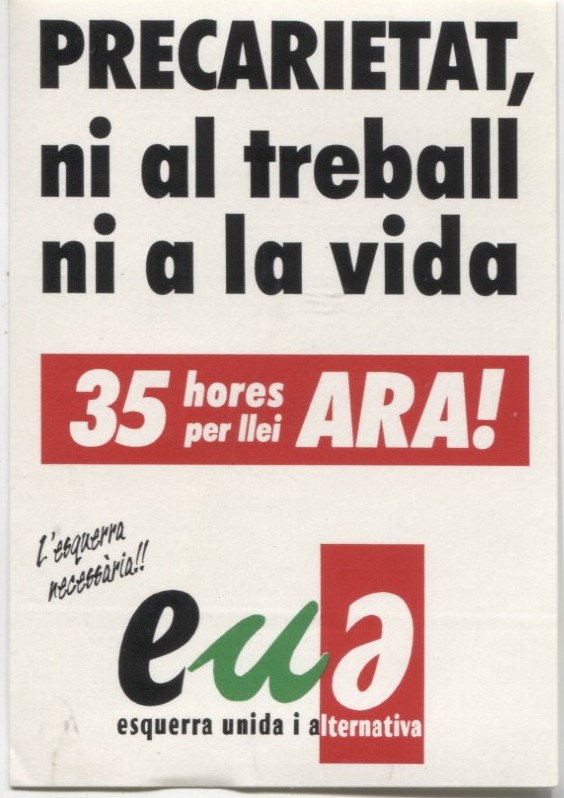 PRECARIETAT,
ni al treball
ni a la vida
35 hores per llei ARA!
L'esquerra
necessària!!
eua
esquerra unida i alternativa